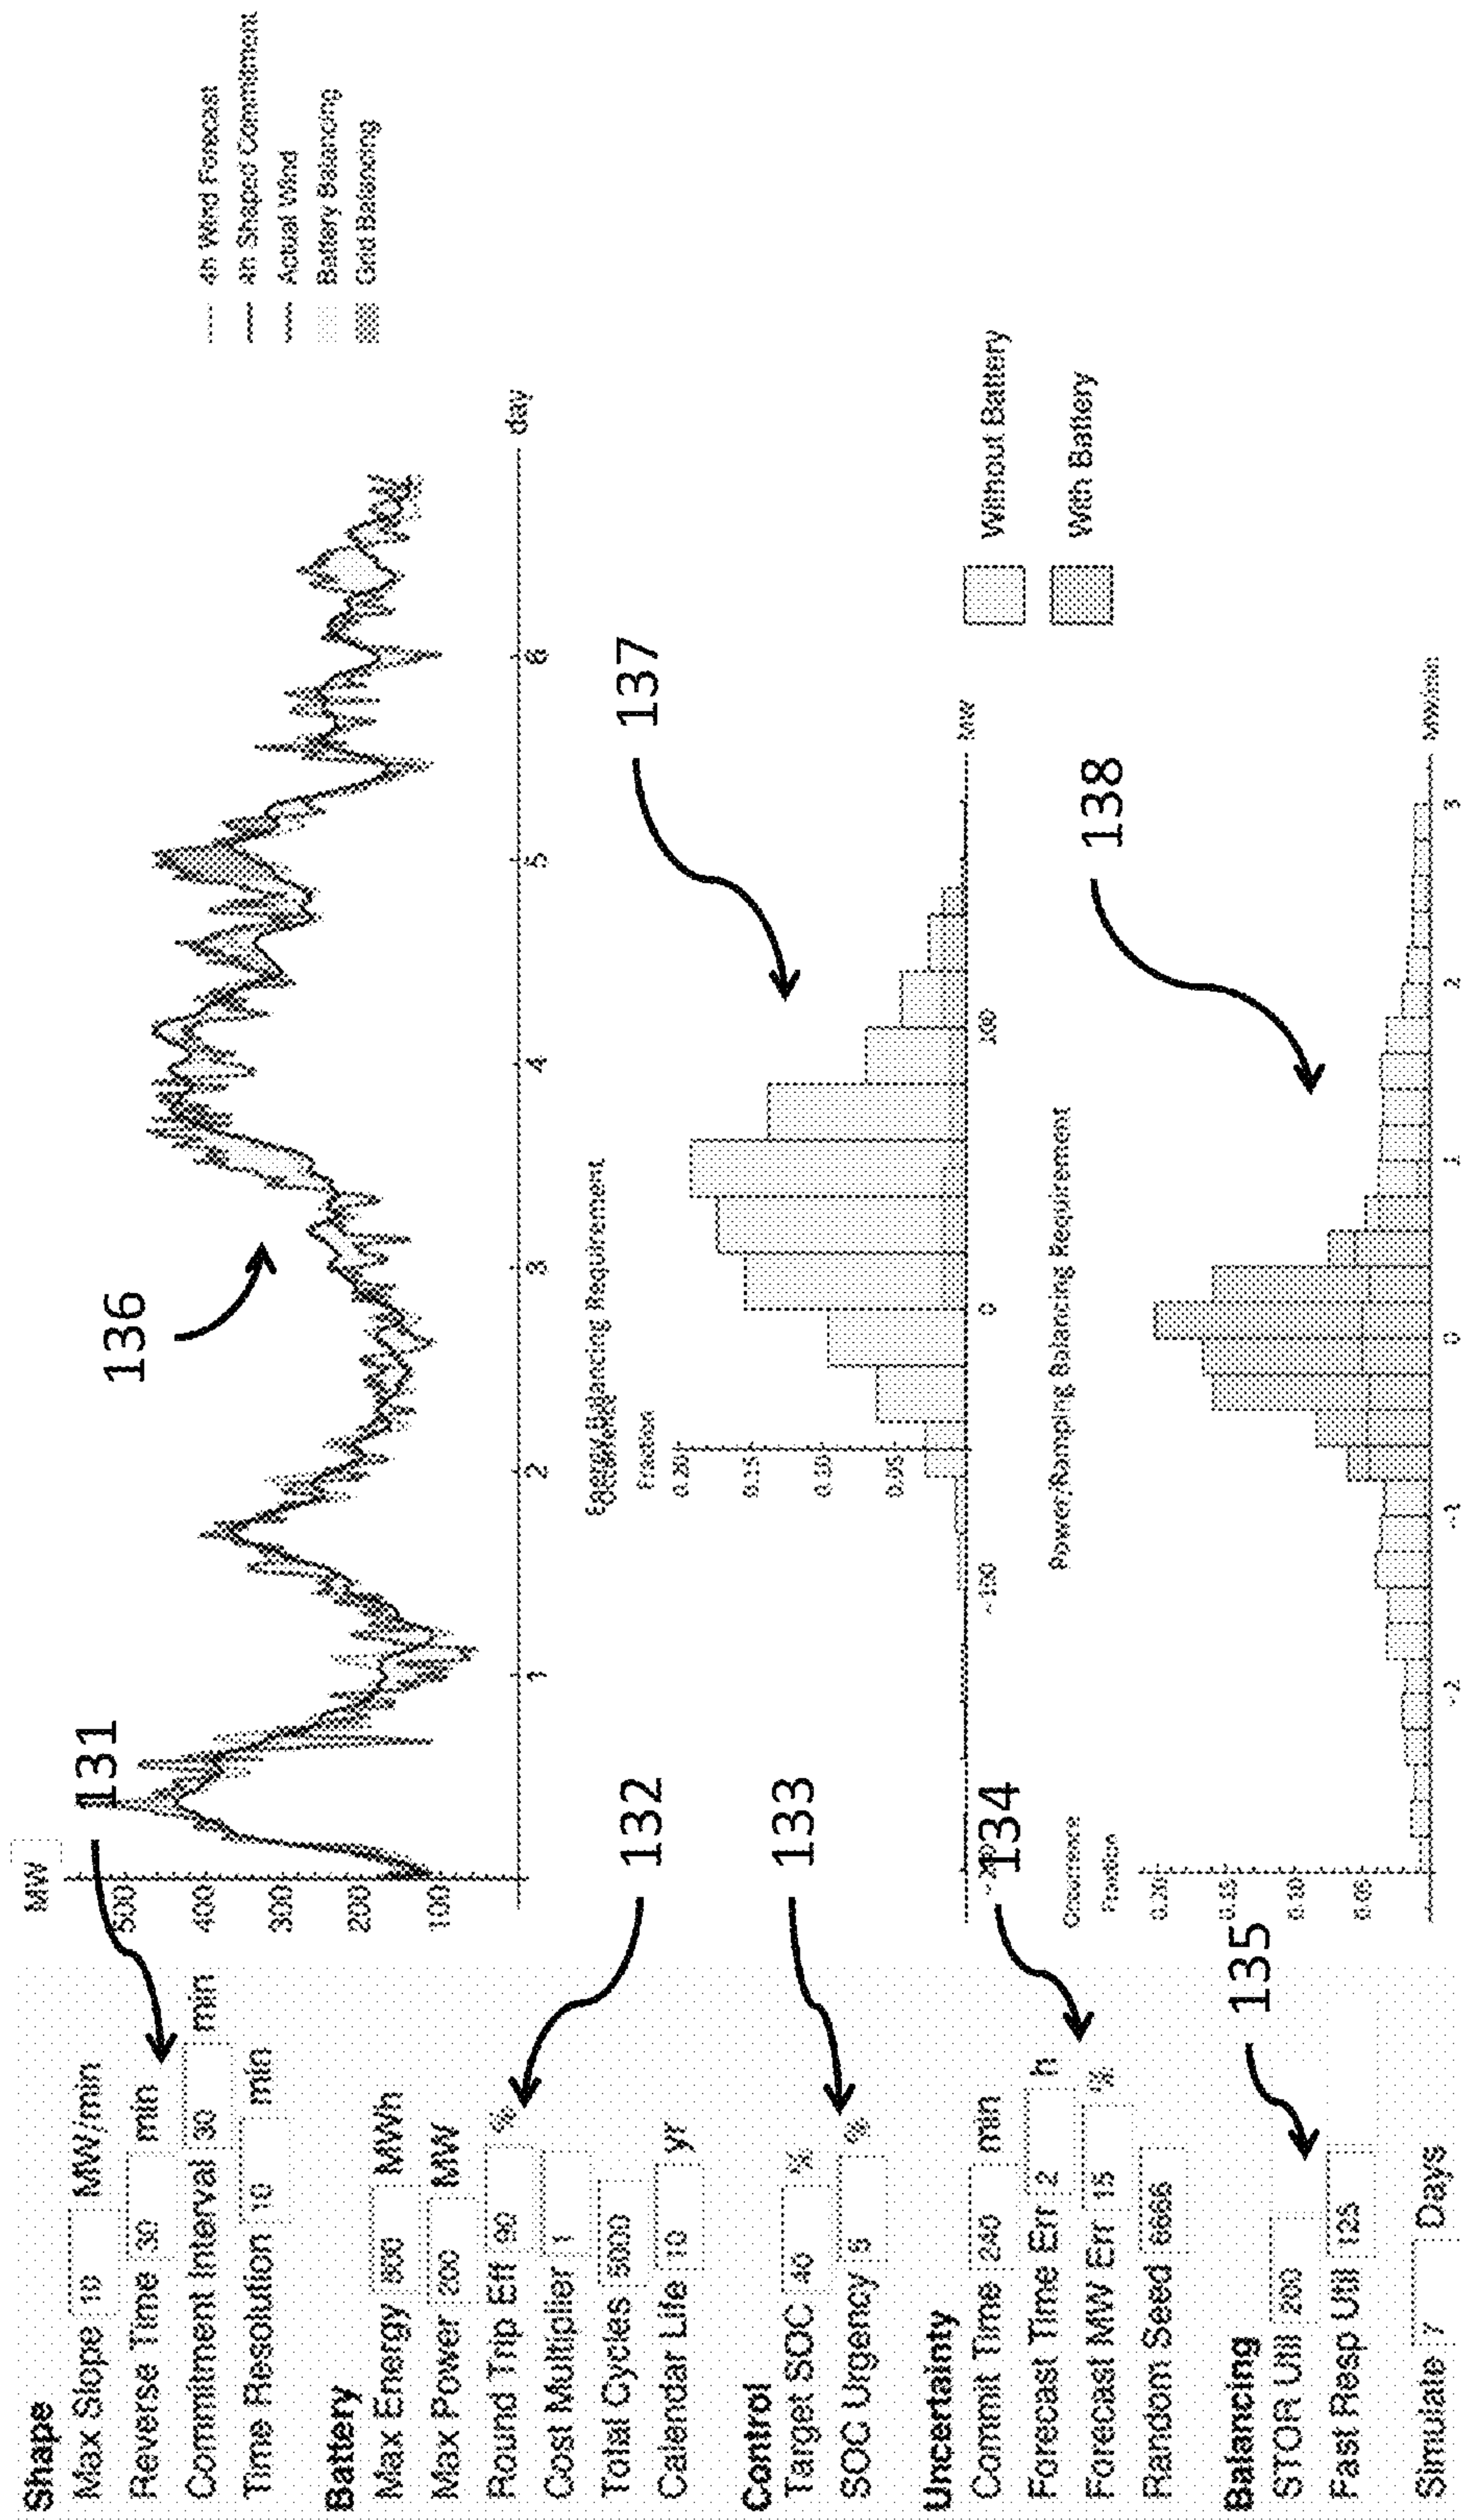 Shape
Max Slope 10 MW/min
Reverse Time 30 min
Commitment Interval 30 min
Time Resolution 10 min
Battery
Max Energy 800 MWh
Max Power 200 MW
Round Trip Eff 90 %
Cost Multiplier 1
Total Cycles 5000
Calendar Life 10 yr
Control
Target SOC 40 %
SOC Urgency 5 %
Uncertainty
Commit Time 240 min
Forecast Time Err 2 h
Forecast MW Err 15 %
Random Seed 6666
Balancing
STOR Util 200
Fast Resp Util 125
Simulate 7 Days
131
132
133
134
135
MW
500
400
300
200
100
1 2 3 4 5 6 day
136
4h Wind Forecast
4h Shaped Commitment
Actual Wind
Battery Balancing
Grid Balancing
Energy Balancing Requirement
Fraction
0.20
0.15
0.10
0.05
-100 0 100 MW
137
Without Battery
With Battery
Power/Ramping Balancing Requirement
Occurrence
Fraction
0.20
0.15
0.10
0.05
-2 -1 0 1 2 3 MW/min
138